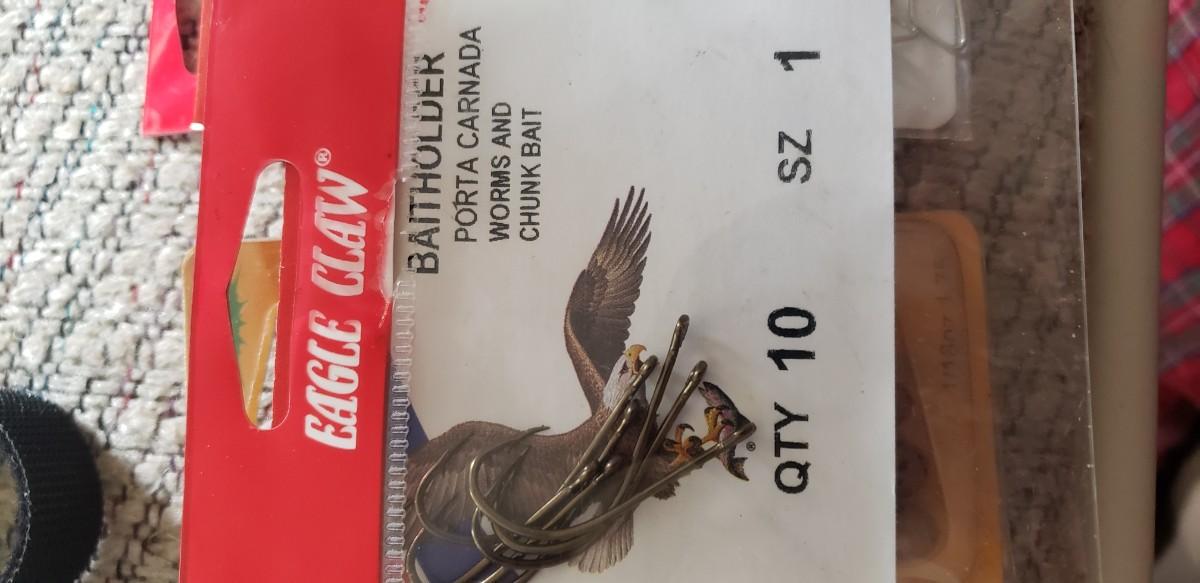 EAGLE CLAW®
BAITHOLDER
PORTA CARNADA
WORMS AND
CHUNK BAIT
®
QTY 10 SZ 1